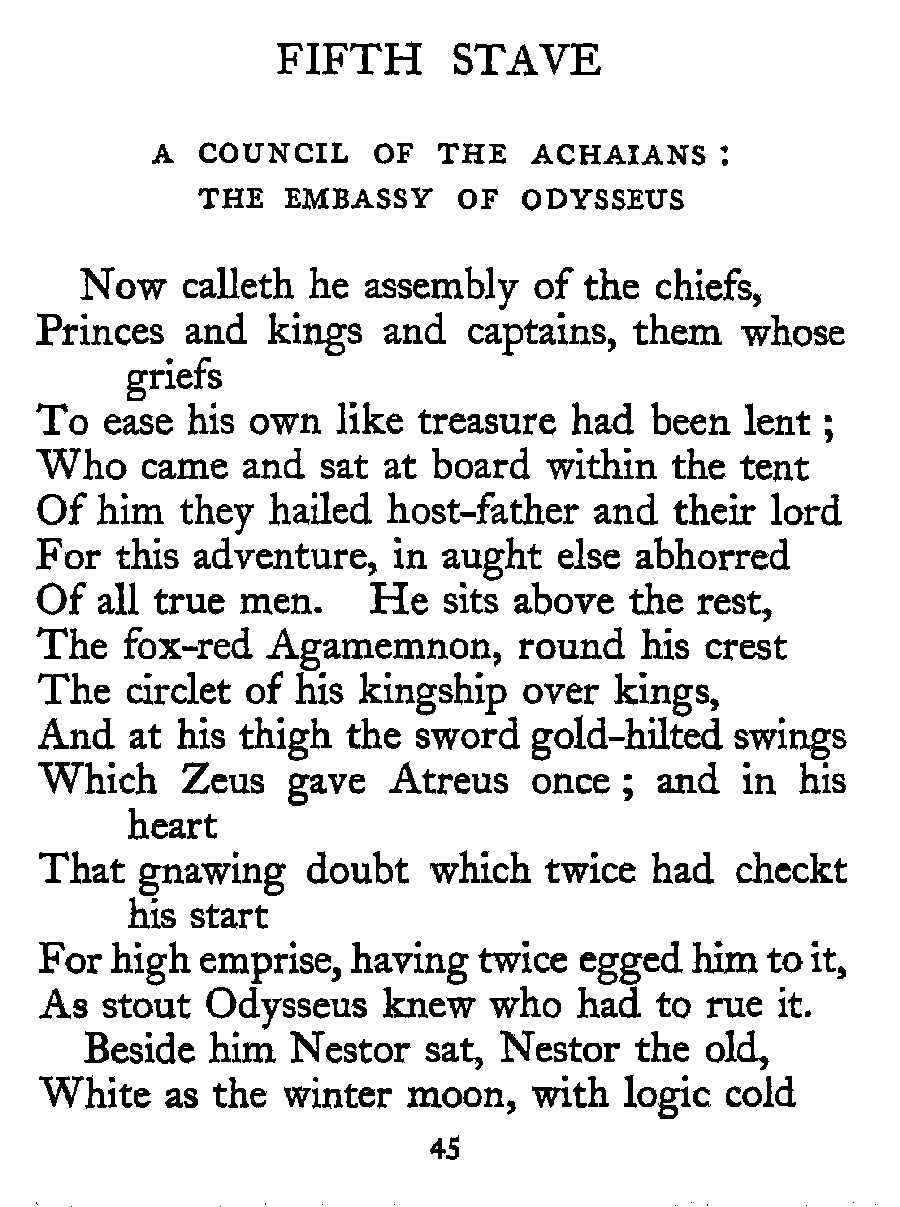 FIFTH STAVE
A COUNCIL OF THE ACHAIANS :
THE EMBASSY OF ODYSSEUS
Now calleth he assembly of the chiefs,
Princes and kings and captains, them whose
griefs
To ease his own like treasure had been lent ;
Who came and sat at board within the tent
Of him they hailed host-father and their lord
For this adventure, in aught else abhorred
Of all true men. He sits above the rest,
The fox-red Agamemnon, round his crest
The circlet of his kingship over kings,
And at his thigh the sword gold-hilted swings
Which Zeus gave Atreus once ; and in his
heart
That gnawing doubt which twice had checkt
his start
For high emprise, having twice egged him to it,
As stout Odysseus knew who had to rue it.
Beside him Nestor sat, Nestor the old,
White as the winter moon, with logic cold
45